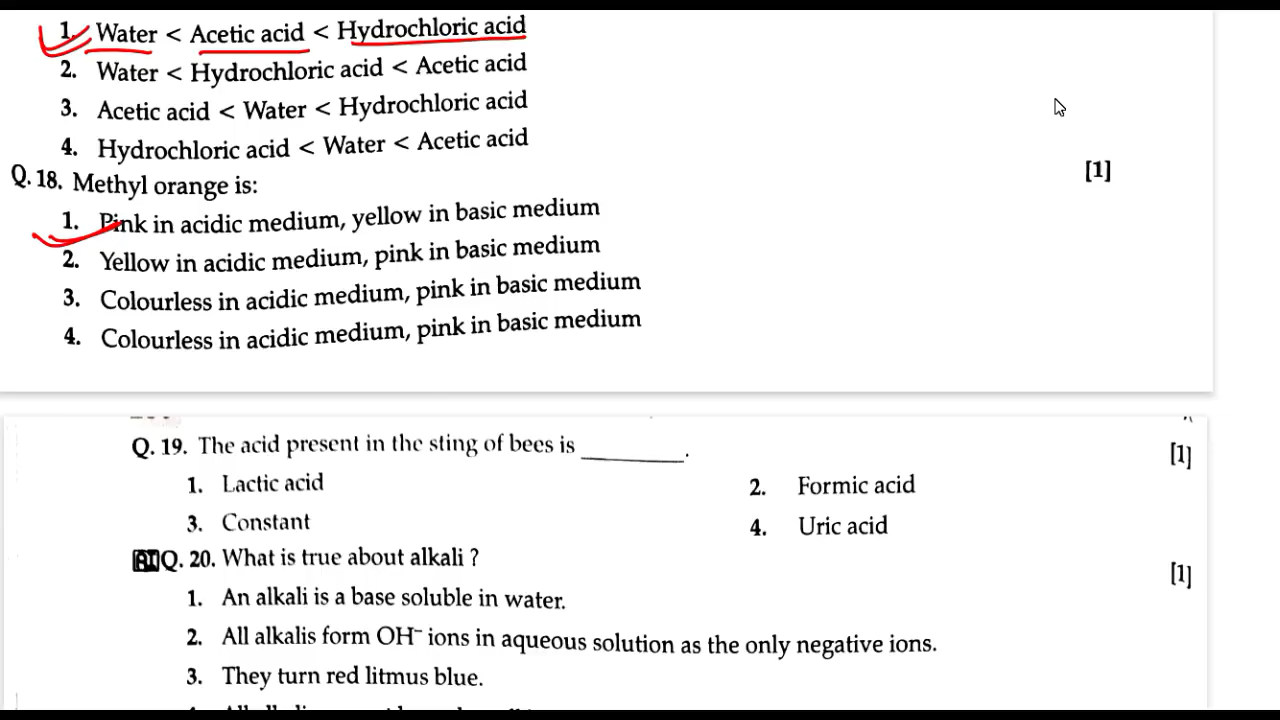 1. Water < Acetic acid < Hydrochloric acid
2. Water < Hydrochloric acid < Acetic acid
3. Acetic acid < Water < Hydrochloric acid
4. Hydrochloric acid < Water < Acetic acid
Q. 18. Methyl orange is: [1]
1. Pink in acidic medium, yellow in basic medium
2. Yellow in acidic medium, pink in basic medium
3. Colourless in acidic medium, pink in basic medium
4. Colourless in acidic medium, pink in basic medium
Q. 19. The acid present in the sting of bees is ________. [1]
1. Lactic acid 2. Formic acid
3. Constant 4. Uric acid
AI Q. 20. What is true about alkali ? [1]
1. An alkali is a base soluble in water.
2. All alkalis form OH⁻ ions in aqueous solution as the only negative ions.
3. They turn red litmus blue.